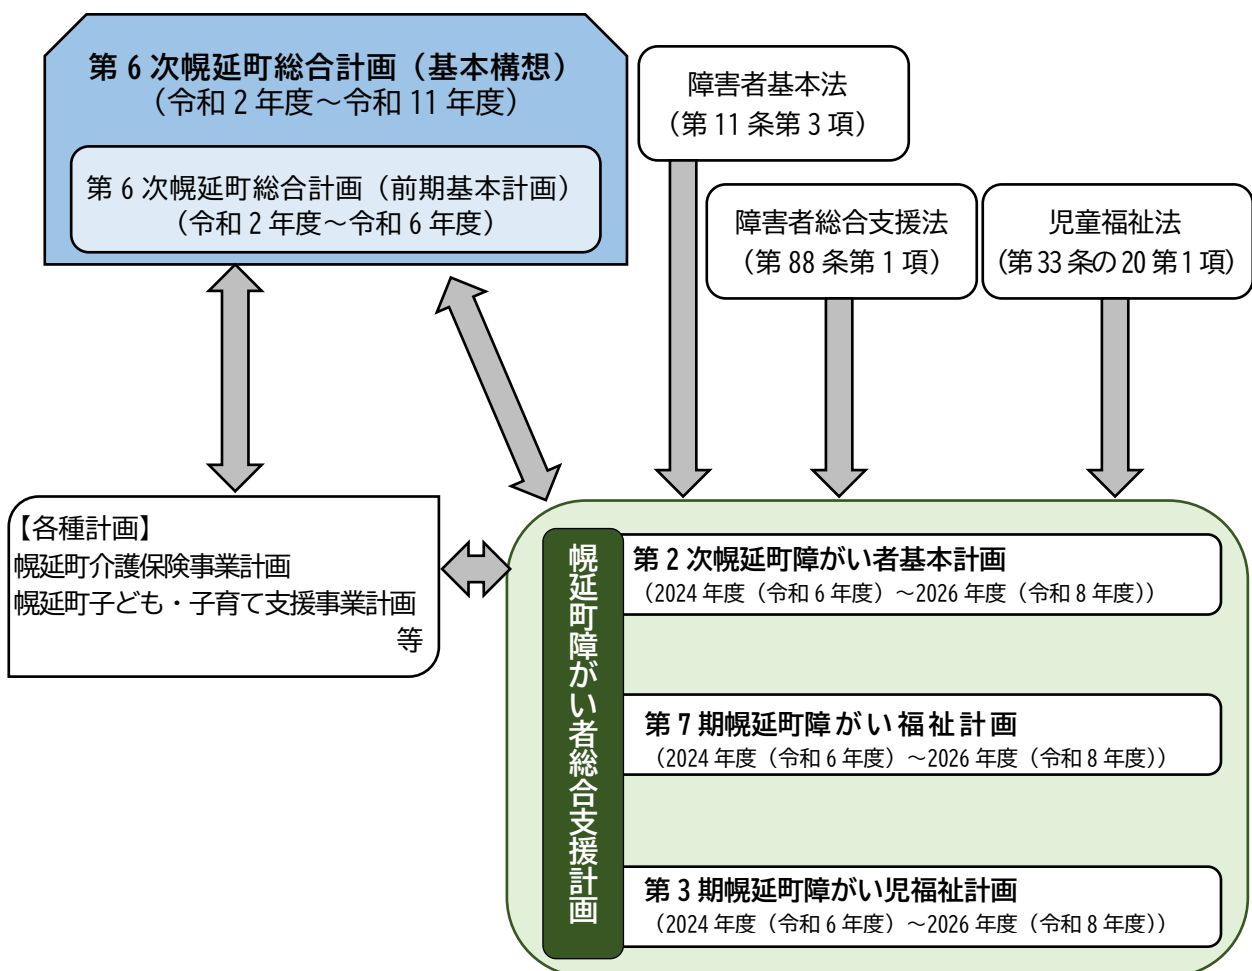 第 6 次幌延町総合計画（基本構想）
（令和 2 年度～令和 11 年度）
第 6 次幌延町総合計画（前期基本計画）
（令和 2 年度～令和 6 年度）
障害者基本法
（第 11 条第 3 項）
障害者総合支援法
（第 88 条第 1 項）
児童福祉法
（第 33 条の 20 第 1 項）
【各種計画】
幌延町介護保険事業計画
幌延町子ども・子育て支援事業計画
等
幌延町障がい者総合支援計画
第 2 次幌延町障がい者基本計画
（2024 年度（令和 6 年度）～2026 年度（令和 8 年度））
第 7 期幌延町障がい福祉計画
（2024 年度（令和 6 年度）～2026 年度（令和 8 年度））
第 3 期幌延町障がい児福祉計画
（2024 年度（令和 6 年度）～2026 年度（令和 8 年度））